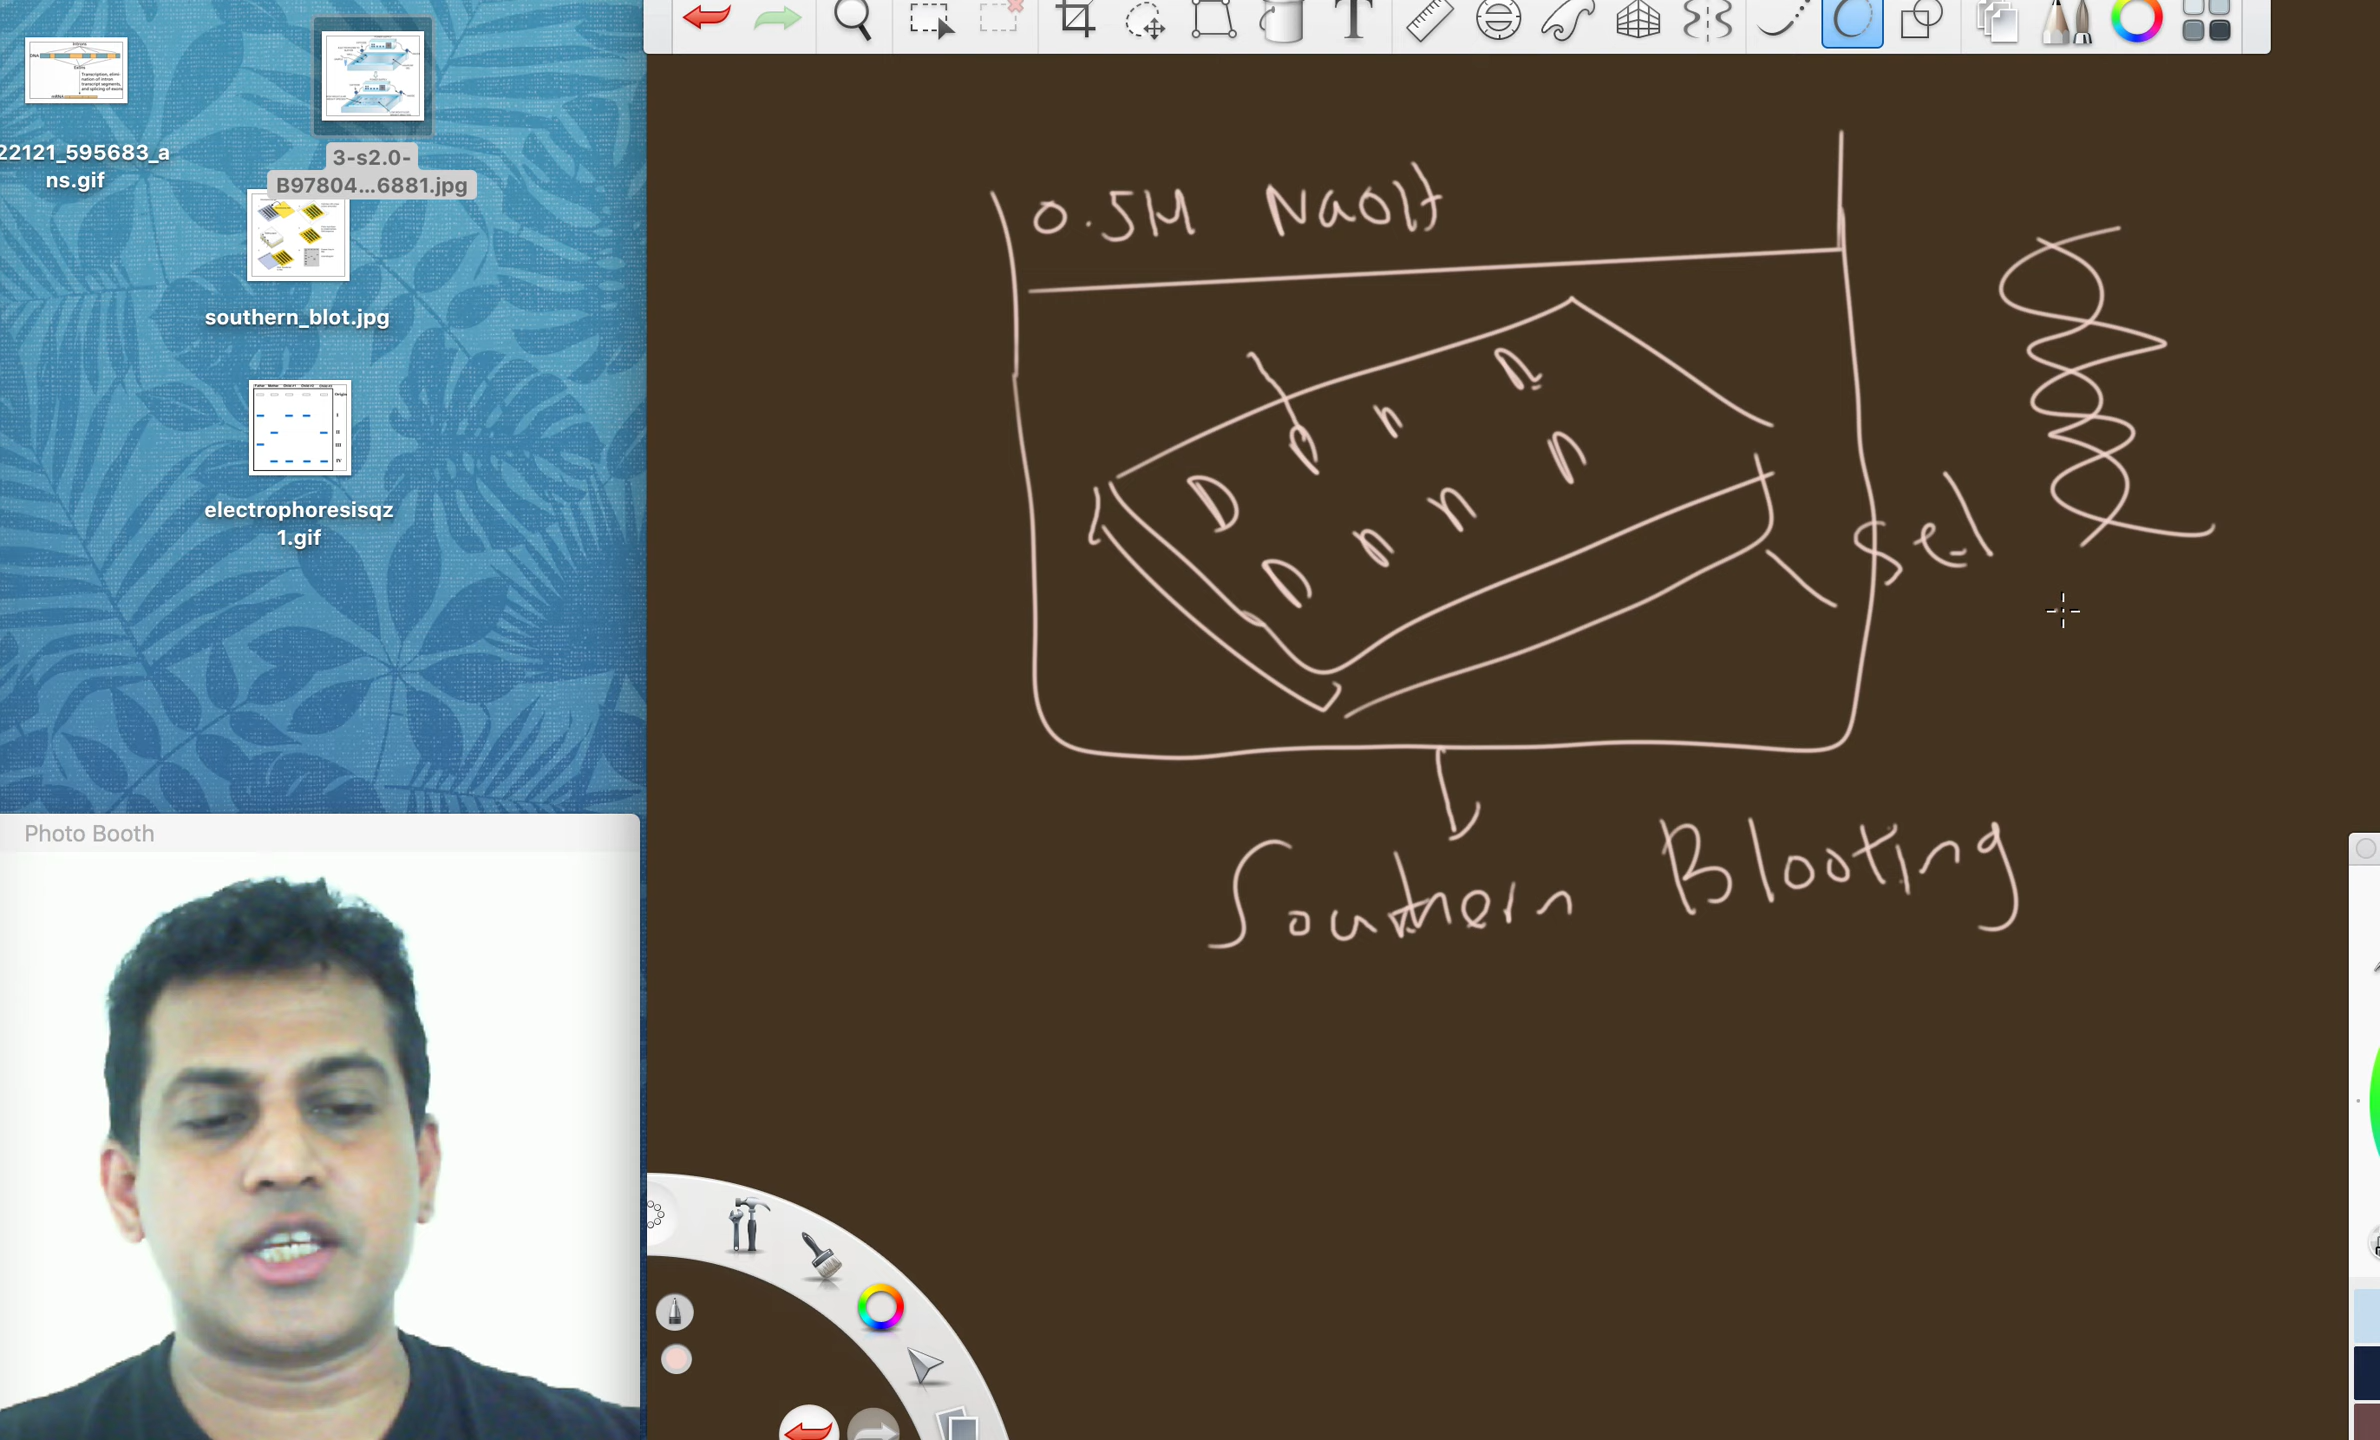 22121_595683_a
ns.gif
3-s2.0-
B97804...6881.jpg
southern_blot.jpg
electrophoresisqz
1.gif
Photo Booth
0.5M NaOH
Gel
Southern Blooting